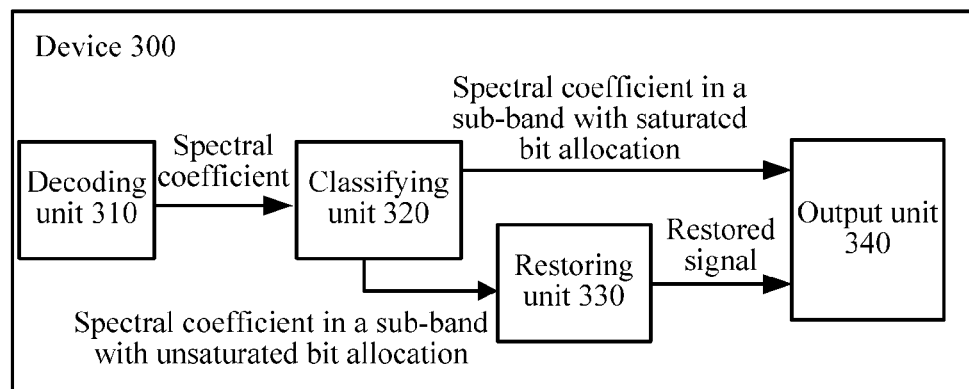 Device 300
Spectral coefficient in a
sub-band with saturated
bit allocation
Spectral
coefficient
Decoding
unit 310
Classifying
unit 320
Output unit
340
Restored
signal
Restoring
unit 330
Spectral coefficient in a sub-band
with unsaturated bit allocation